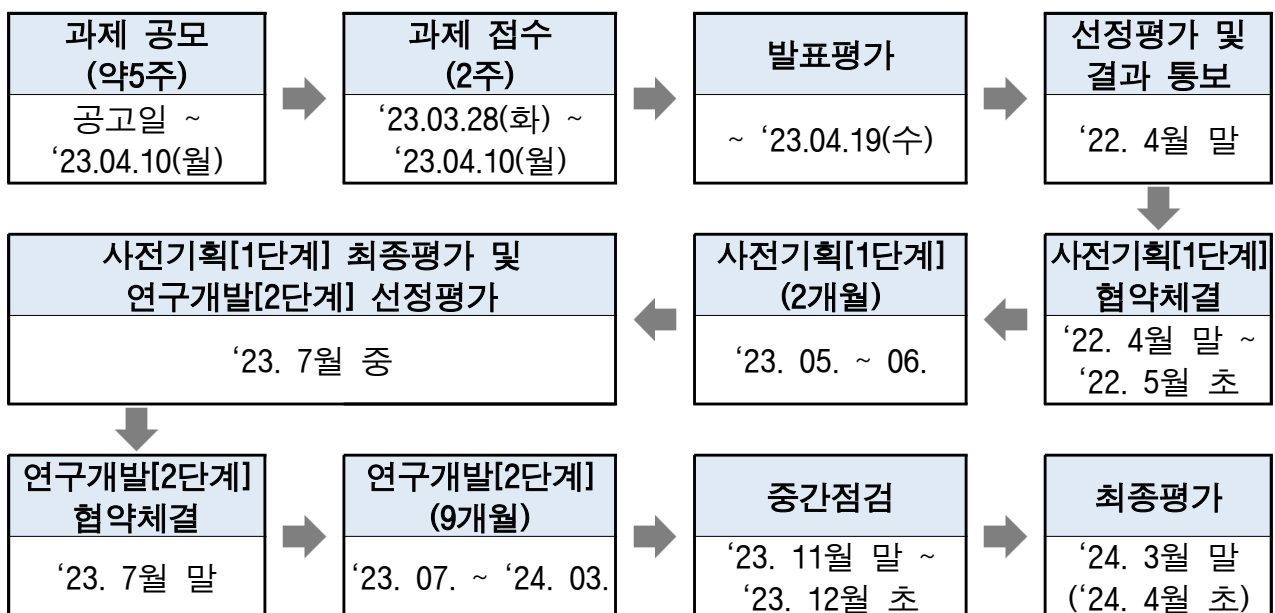 과제 공모
(약5주)
공고일 ~
‘23.04.10(월)
과제 접수
(2주)
‘23.03.28(화) ~
‘23.04.10(월)
발표평가
~ ‘23.04.19(수)
선정평가 및
결과 통보
‘22. 4월 말
사전기획[1단계]
협약체결
‘22. 4월 말 ~
‘22. 5월 초
사전기획[1단계]
(2개월)
‘23. 05. ~ 06.
사전기획[1단계] 최종평가 및
연구개발[2단계] 선정평가
‘23. 7월 중
연구개발[2단계]
협약체결
‘23. 7월 말
연구개발[2단계]
(9개월)
‘23. 07. ~ ‘24. 03.
중간점검
‘23. 11월 말 ~
‘23. 12월 초
최종평가
‘24. 3월 말
(‘24. 4월 초)